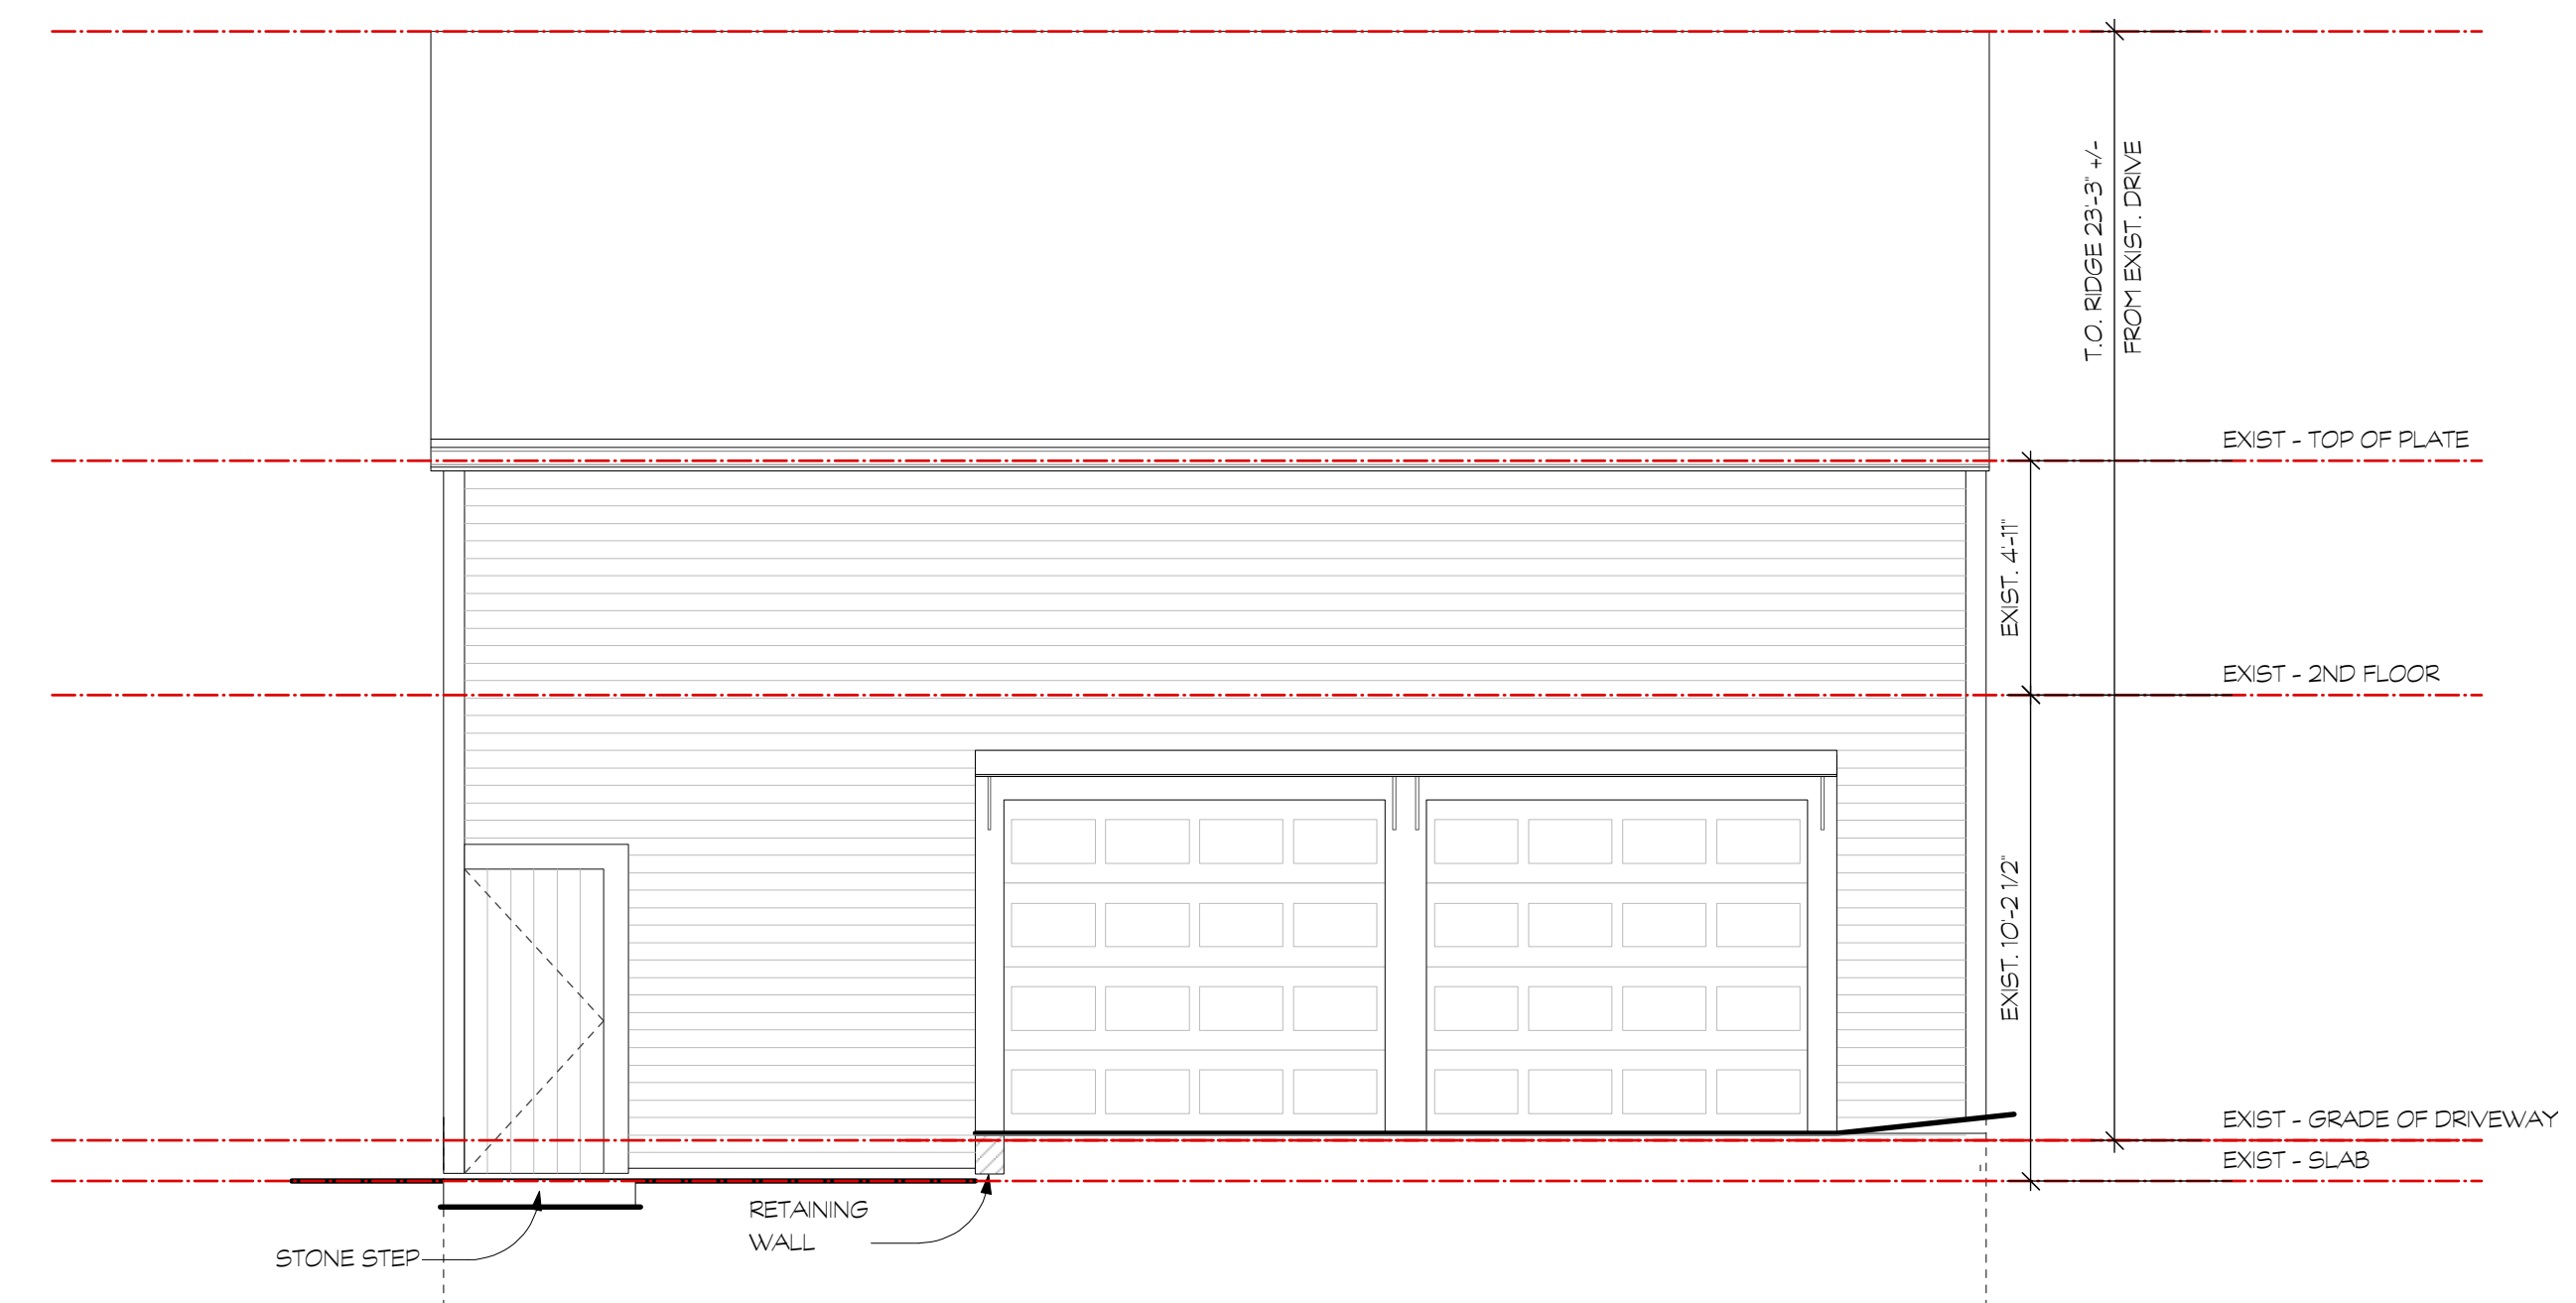 T.O. RIDGE 23'-3" +/-
FROM EXIST. DRIVE
EXIST - TOP OF PLATE
EXIST. 4'-11"
EXIST - 2ND FLOOR
EXIST. 10'-2 1/2"
EXIST - GRADE OF DRIVEWAY
EXIST - SLAB
RETAINING
WALL
STONE STEP